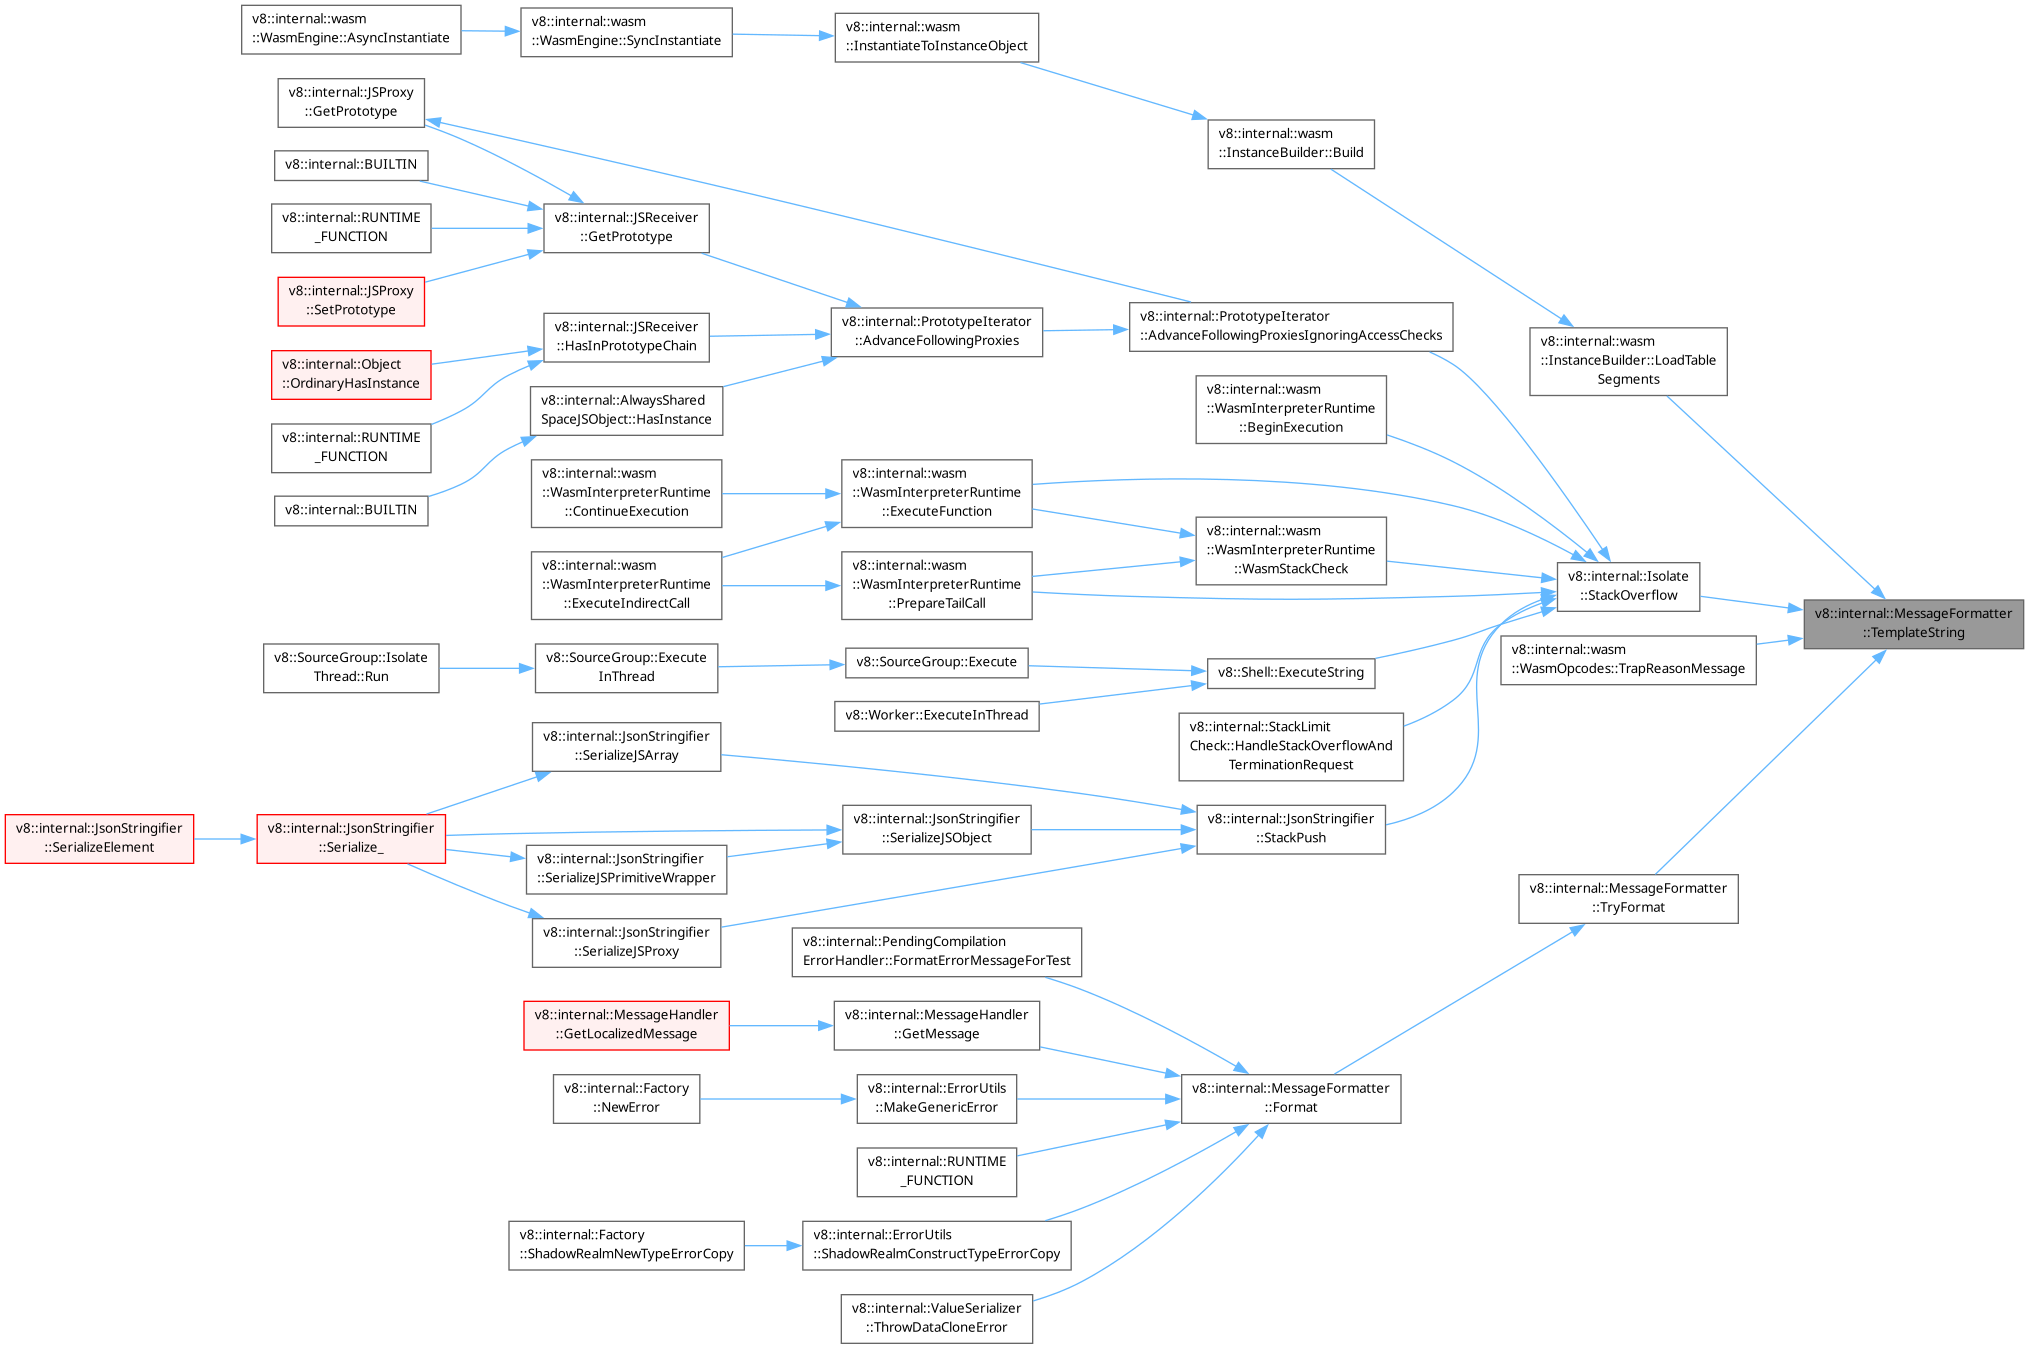 v8::internal::wasm
::WasmEngine::AsyncInstantiate
v8::internal::wasm
::WasmEngine::SyncInstantiate
v8::internal::wasm
::InstantiateToInstanceObject
v8::internal::JSProxy
::GetPrototype
v8::internal::wasm
::InstanceBuilder::Build
v8::internal::BUILTIN
v8::internal::RUNTIME
_FUNCTION
v8::internal::JSReceiver
::GetPrototype
v8::internal::JSProxy
::SetPrototype
v8::internal::PrototypeIterator
::AdvanceFollowingProxies
v8::internal::PrototypeIterator
::AdvanceFollowingProxiesIgnoringAccessChecks
v8::internal::JSReceiver
::HasInPrototypeChain
v8::internal::wasm
::InstanceBuilder::LoadTable
Segments
v8::internal::Object
::OrdinaryHasInstance
v8::internal::AlwaysShared
SpaceJSObject::HasInstance
v8::internal::wasm
::WasmInterpreterRuntime
::BeginExecution
v8::internal::RUNTIME
_FUNCTION
v8::internal::BUILTIN
v8::internal::wasm
::WasmInterpreterRuntime
::ContinueExecution
v8::internal::wasm
::WasmInterpreterRuntime
::ExecuteFunction
v8::internal::wasm
::WasmInterpreterRuntime
::WasmStackCheck
v8::internal::wasm
::WasmInterpreterRuntime
::ExecuteIndirectCall
v8::internal::wasm
::WasmInterpreterRuntime
::PrepareTailCall
v8::internal::Isolate
::StackOverflow
v8::internal::MessageFormatter
::TemplateString
v8::SourceGroup::Isolate
Thread::Run
v8::SourceGroup::Execute
InThread
v8::SourceGroup::Execute
v8::Shell::ExecuteString
v8::internal::wasm
::WasmOpcodes::TrapReasonMessage
v8::Worker::ExecuteInThread
v8::internal::StackLimit
Check::HandleStackOverflowAnd
TerminationRequest
v8::internal::JsonStringifier
::SerializeJSArray
v8::internal::JsonStringifier
::SerializeElement
v8::internal::JsonStringifier
::Serialize_
v8::internal::JsonStringifier
::SerializeJSObject
v8::internal::JsonStringifier
::StackPush
v8::internal::JsonStringifier
::SerializeJSPrimitiveWrapper
v8::internal::MessageFormatter
::TryFormat
v8::internal::JsonStringifier
::SerializeJSProxy
v8::internal::PendingCompilation
ErrorHandler::FormatErrorMessageForTest
v8::internal::MessageHandler
::GetLocalizedMessage
v8::internal::MessageHandler
::GetMessage
v8::internal::Factory
::NewError
v8::internal::ErrorUtils
::MakeGenericError
v8::internal::MessageFormatter
::Format
v8::internal::RUNTIME
_FUNCTION
v8::internal::Factory
::ShadowRealmNewTypeErrorCopy
v8::internal::ErrorUtils
::ShadowRealmConstructTypeErrorCopy
v8::internal::ValueSerializer
::ThrowDataCloneError